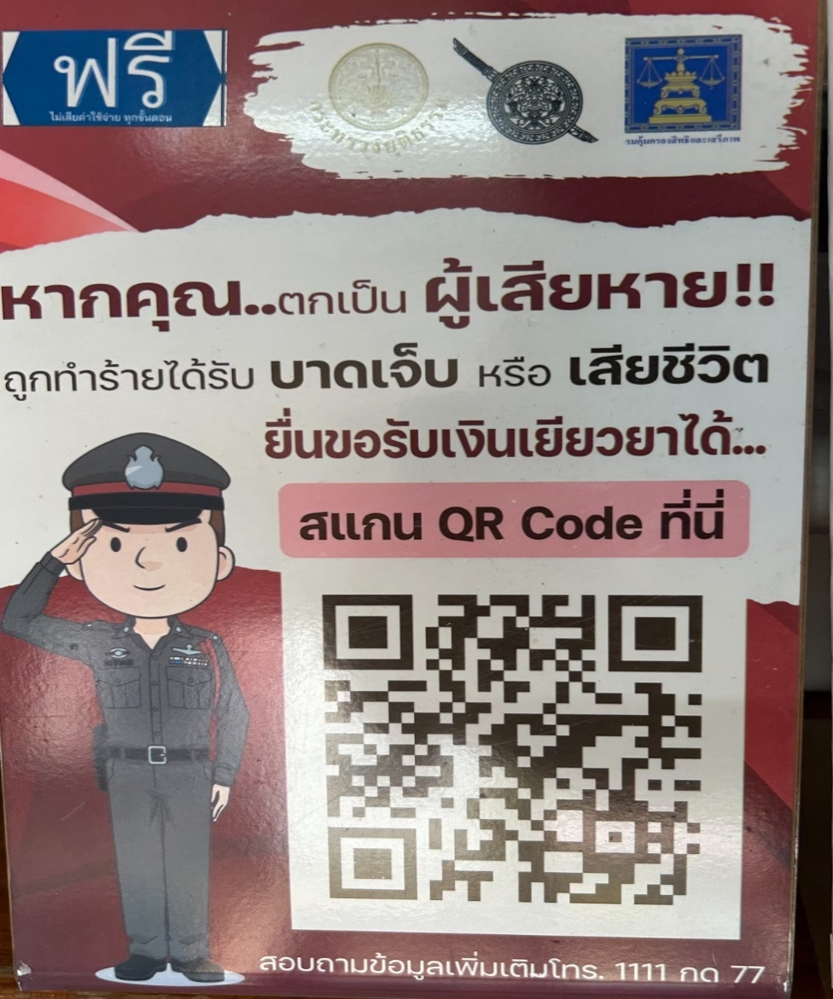 ฟรี
ไม่เสียค่าใช้จ่าย ทุกขั้นตอน
กระทรวงยุติธรรม
รมคุ้มครองสิทธิและเสรีภาพ
หากคุณ..ตกเป็น ผู้เสียหาย!!
ถูกทำร้ายได้รับ บาดเจ็บ หรือ เสียชีวิต
ยื่นขอรับเงินเยียวยาได้...
สแกน QR Code ที่นี่
สอบถามข้อมูลเพิ่มเติมโทร. 1111 กด 77